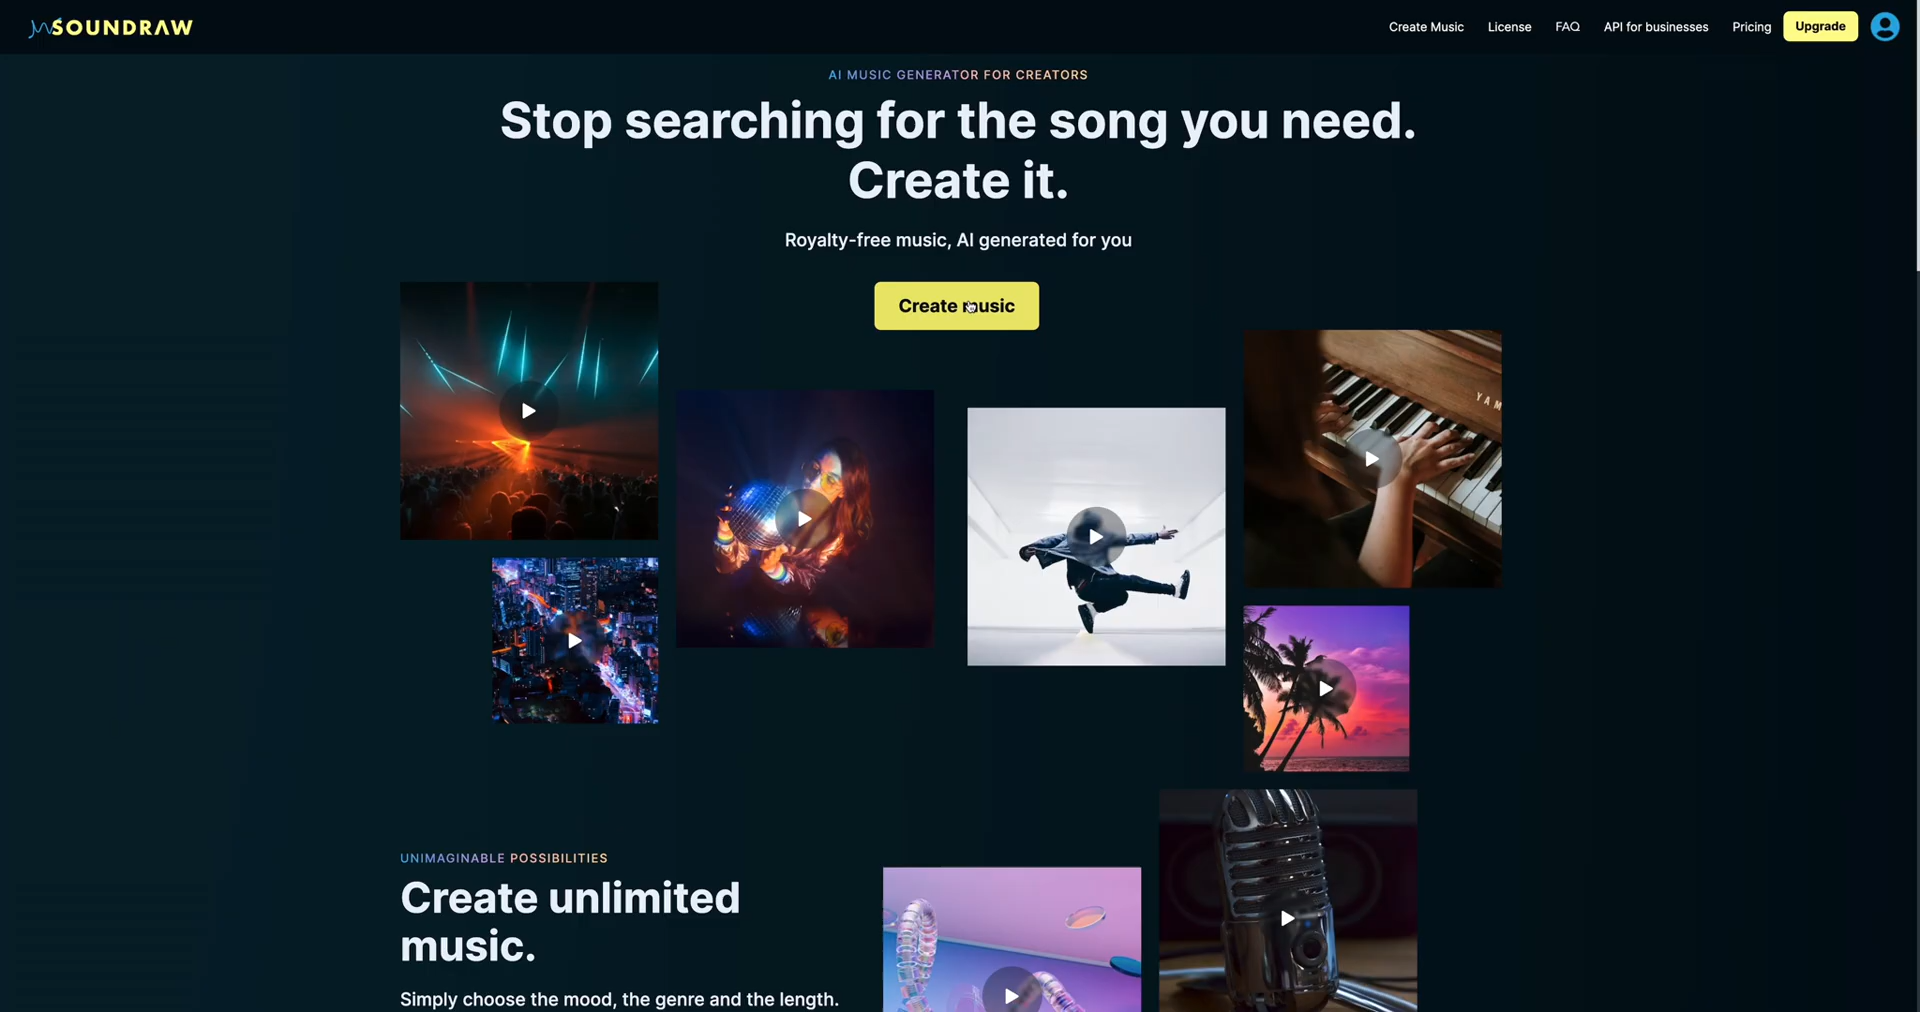 SOUNDRAW
Create Music
License
FAQ
API for businesses
Pricing
Upgrade
AI MUSIC GENERATOR FOR CREATORS
Stop searching for the song you need.
Create it.
Royalty-free music, AI generated for you
Create music
YAM
UNIMAGINABLE POSSIBILITIES
Create unlimited
music.
Simply choose the mood, the genre and the length.